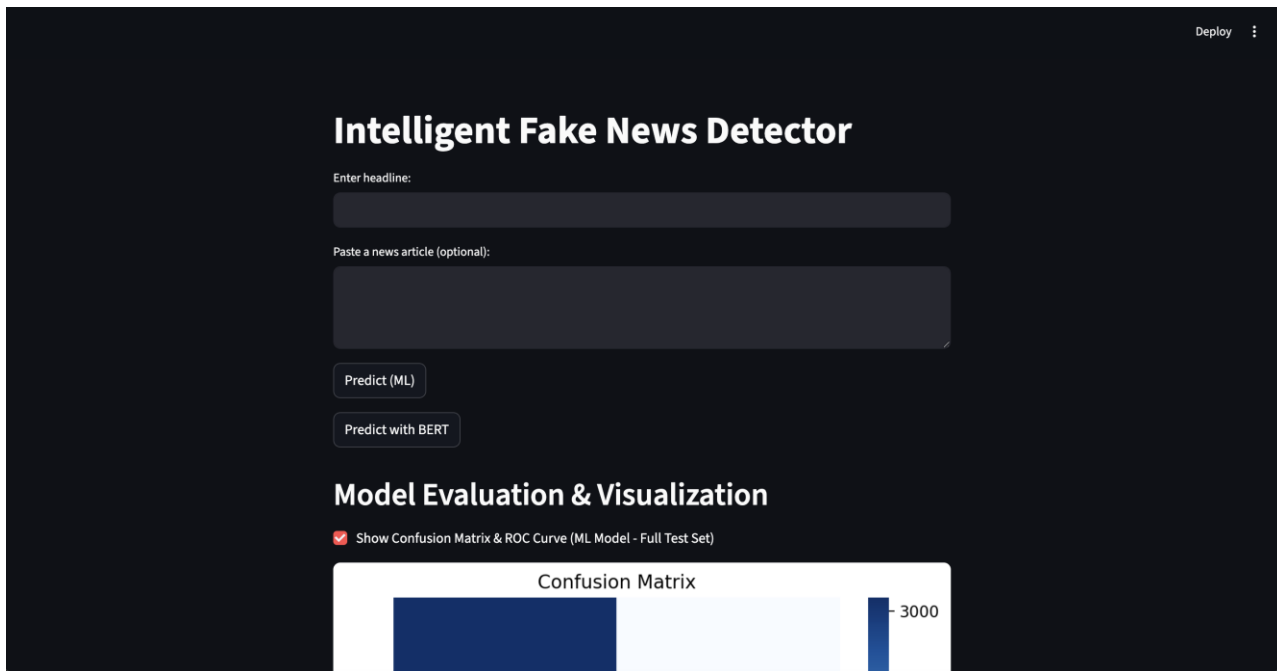 Deploy
Intelligent Fake News Detector
Enter headline:
Paste a news article (optional):
Predict (ML)
Predict with BERT
Model Evaluation & Visualization
Show Confusion Matrix & ROC Curve (ML Model - Full Test Set)
Confusion Matrix
3000